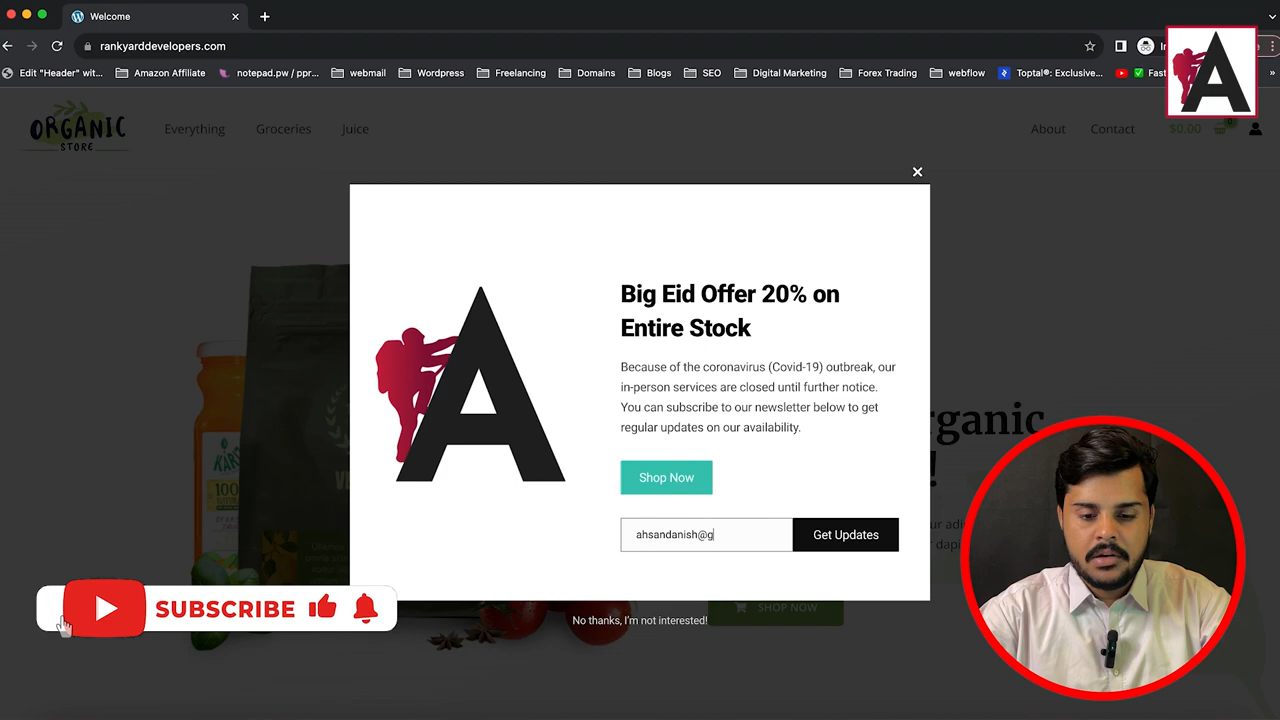 Welcome
rankyarddevelopers.com
Edit "Header" wit... Amazon Affiliate notepad.pw / ppr... webmail Wordpress Freelancing Domains Blogs SEO Digital Marketing Forex Trading webflow Toptal®: Exclusive... Fast
ORGANIC
STORE
Everything Groceries Juice About Contact $0.00 0
Big Eid Offer 20% on
Entire Stock
Because of the coronavirus (Covid-19) outbreak, our
in-person services are closed until further notice.
You can subscribe to our newsletter below to get
regular updates on our availability.
Shop Now
ahsandanish@g
Get Updates
rganic
SUBSCRIBE
SHOP NOW
No thanks, I'm not interested!
A
A